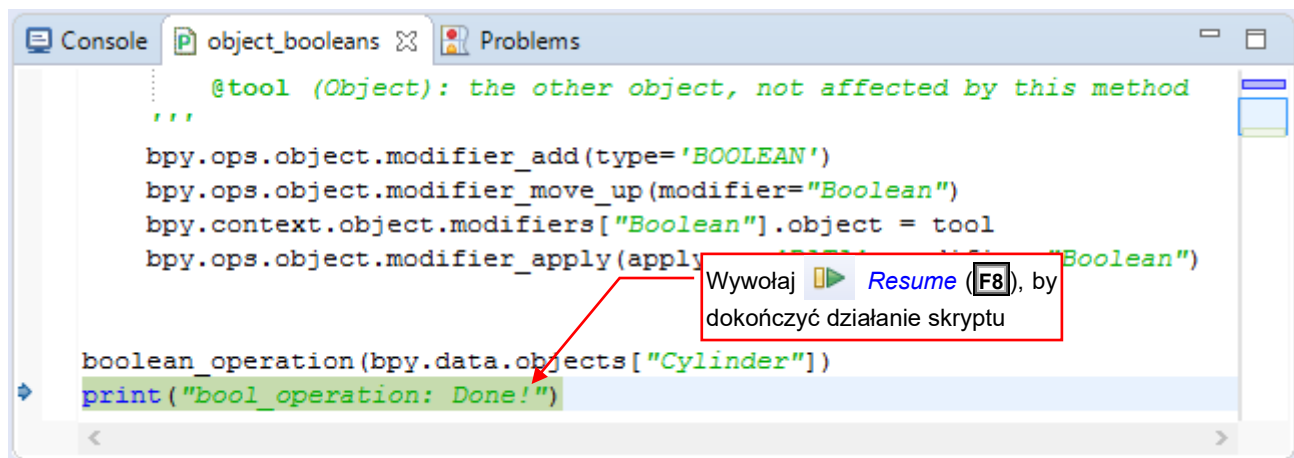 Console object_booleans Problems
@tool (Object): the other object, not affected by this method
'''
bpy.ops.object.modifier_add(type='BOOLEAN')
bpy.ops.object.modifier_move_up(modifier="Boolean")
bpy.context.object.modifiers["Boolean"].object = tool
bpy.ops.object.modifier_apply(apply "Boolean")
Wywołaj Resume (F8), by
dokończyć działanie skryptu
boolean_operation(bpy.data.objects["Cylinder"])
print("bool_operation: Done!")